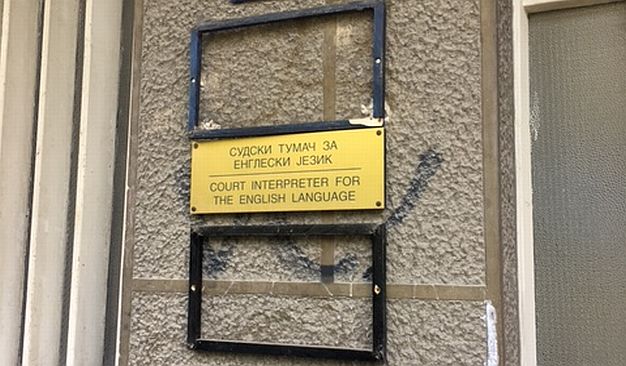 СУДСКИ ТУМАЧ ЗА
ЕНГЛЕСКИ ЈЕЗИК
COURT INTERPRETER FOR
THE ENGLISH LANGUAGE